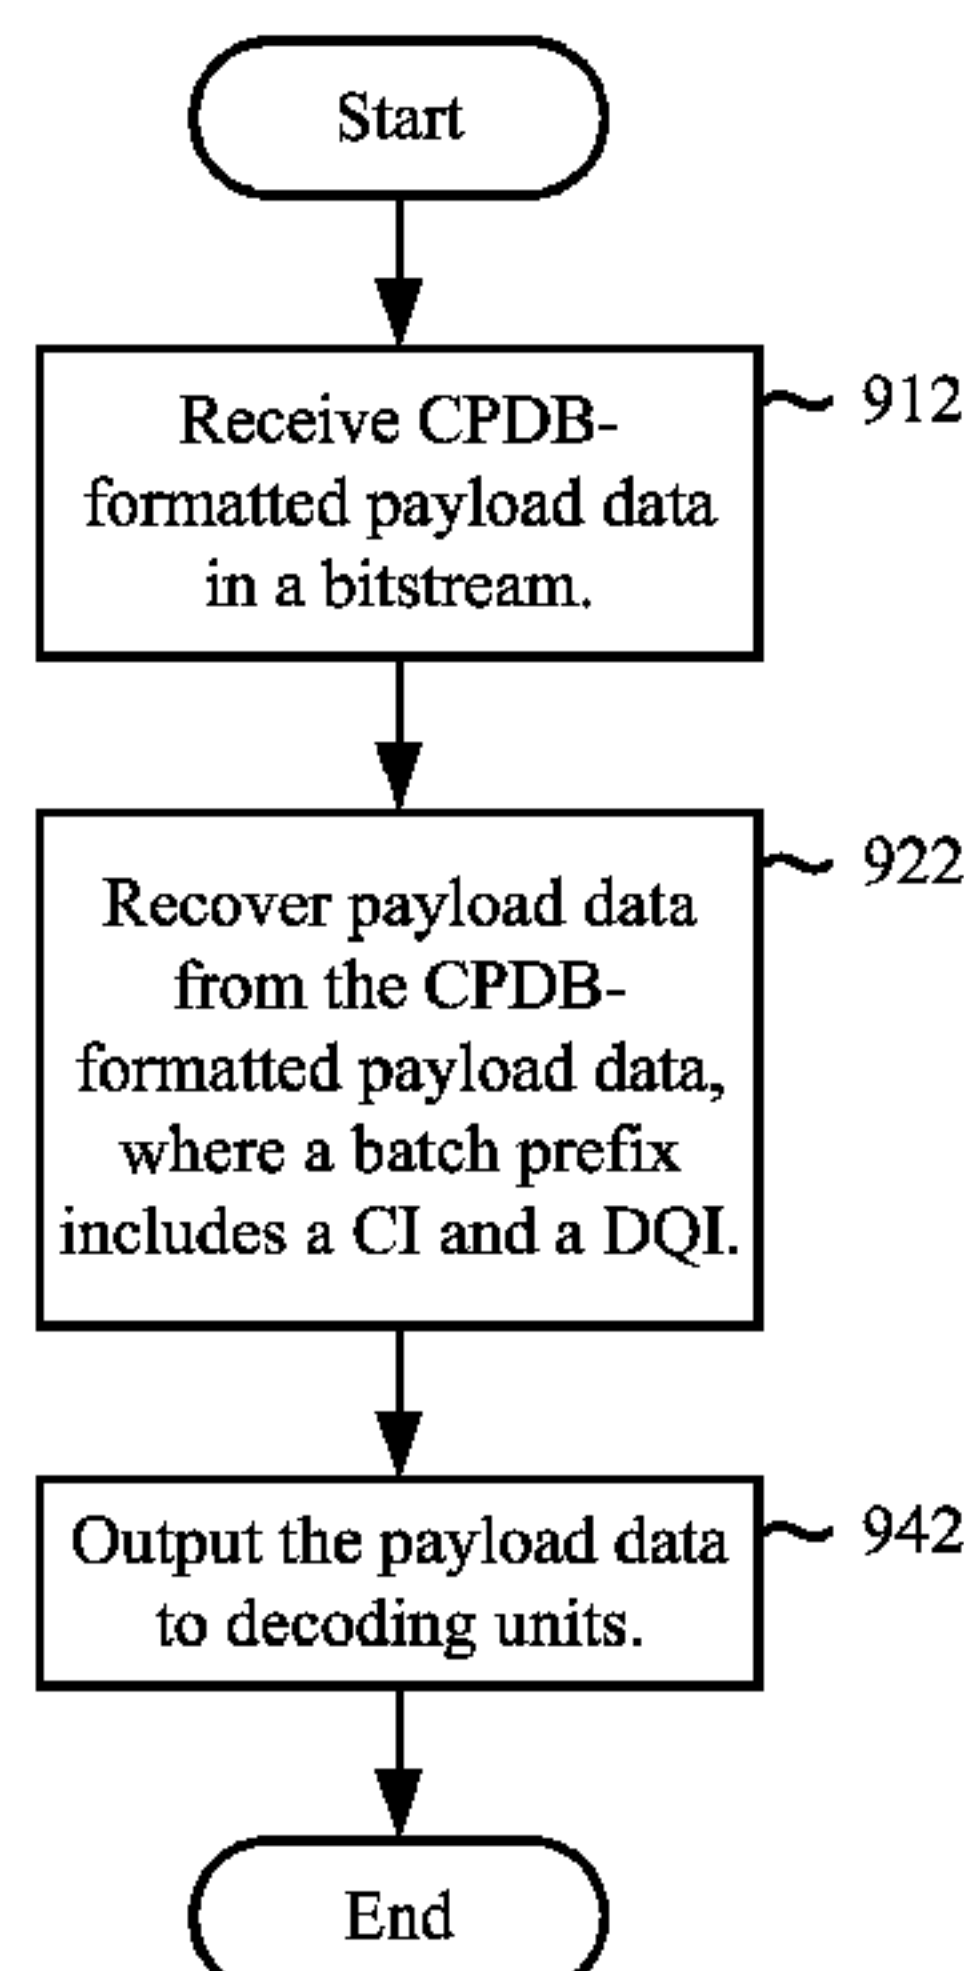 Start
Receive CPDB-
formatted payload data
in a bitstream.
912
Recover payload data
from the CPDB-
formatted payload data,
where a batch prefix
includes a CI and a DQI.
922
Output the payload data
to decoding units.
942
End